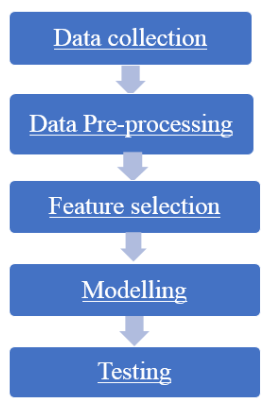 Data collection
Data Pre-processing
Feature selection
Modelling
Testing